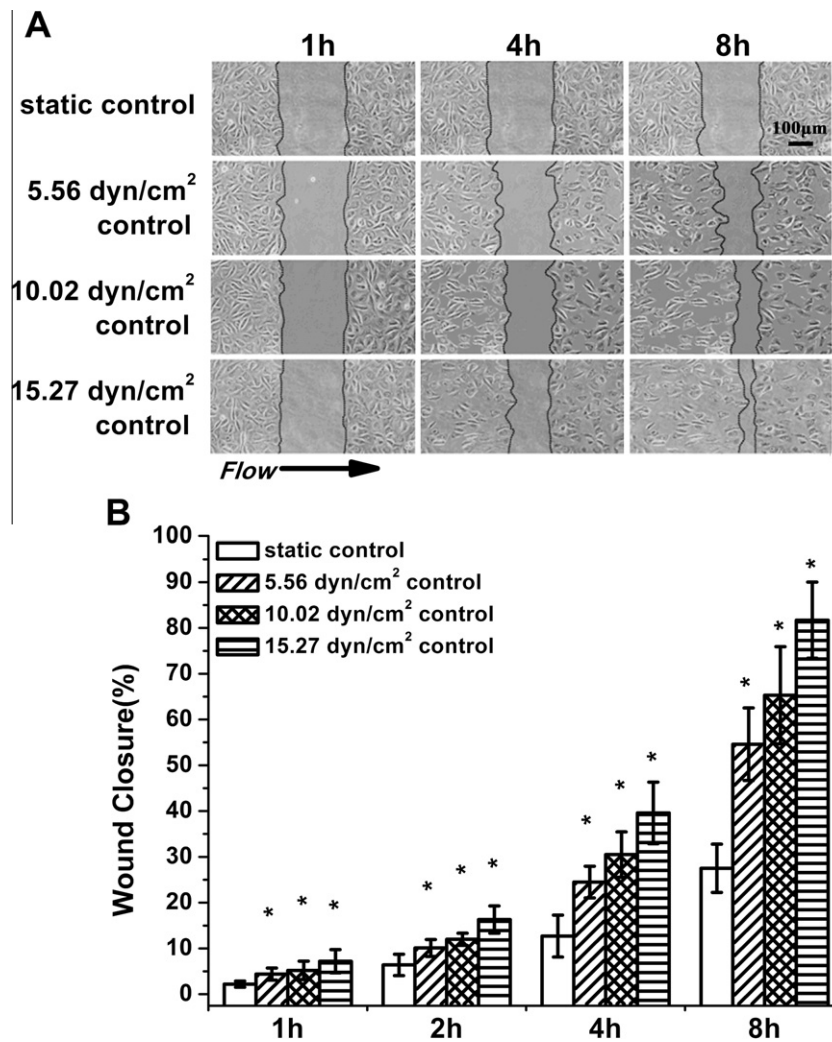 A
1h 4h 8h
static control
100μm
5.56 dyn/cm²
control
10.02 dyn/cm²
control
15.27 dyn/cm²
control
Flow
B
100
90
80
70
60
50
40
30
20
10
0
Wound Closure(%)
static control
5.56 dyn/cm² control
10.02 dyn/cm² control
15.27 dyn/cm² control
* * *
* * *
* * *
* * *
1h 2h 4h 8h